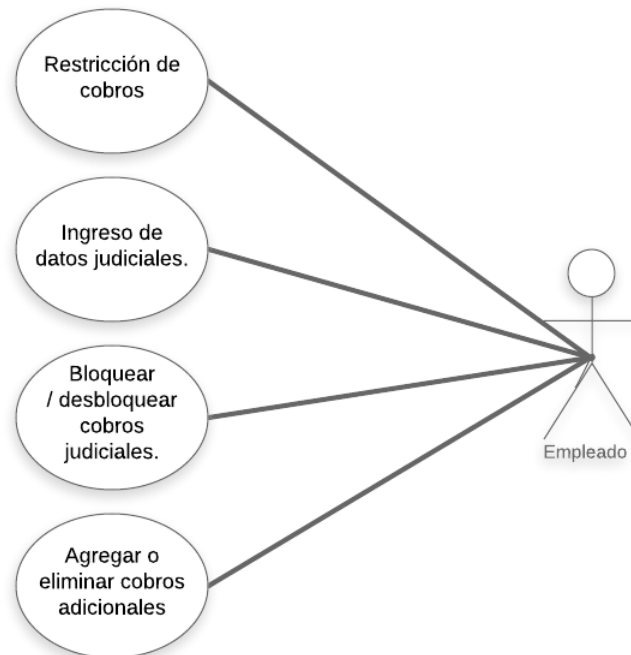 Restricción de
cobros
Ingreso de
datos judiciales.
Bloquear
/ desbloquear
cobros
judiciales.
Empleado
Agregar o
eliminar cobros
adicionales